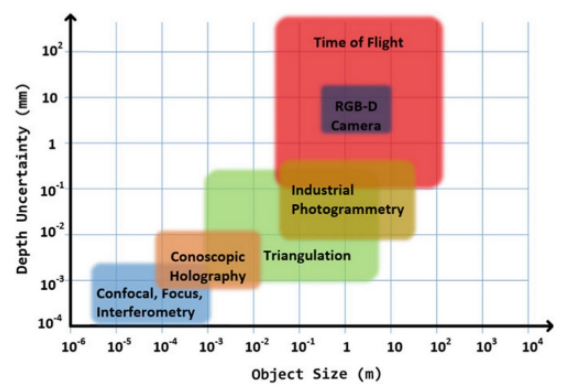 Time of Flight
RGB-D
Camera
Industrial
Photogrammetry
Triangulation
Conoscopic
Holography
Confocal, Focus,
Interferometry
Depth Uncertainty (mm)
10²
10
1
10⁻¹
10⁻²
10⁻³
10⁻⁴
10⁻⁶ 10⁻⁵ 10⁻⁴ 10⁻³ 10⁻² 10⁻¹ 1 10 10² 10³ 10⁴
Object Size (m)